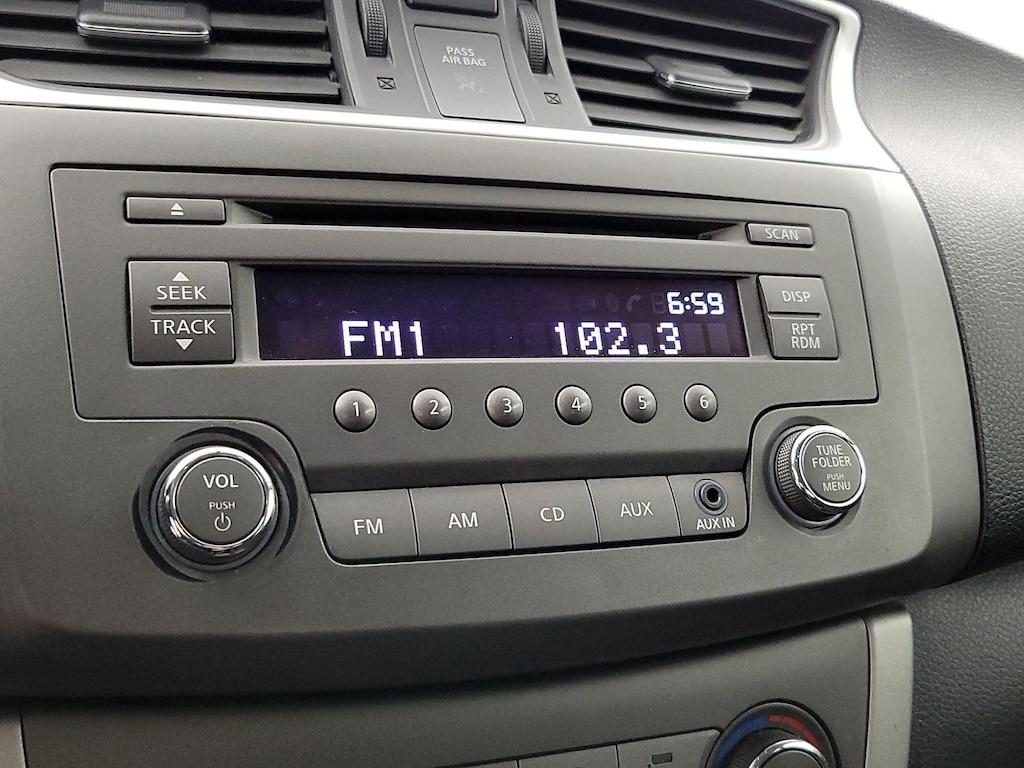 PASS
AIR BAG
SCAN
SEEK
TRACK
6:59
FM1 102.3
DISP
RPT
RDM
1 2 3 4 5 6
VOL
PUSH
TUNE
FOLDER
PUSH
MENU
FM AM CD AUX
AUX IN